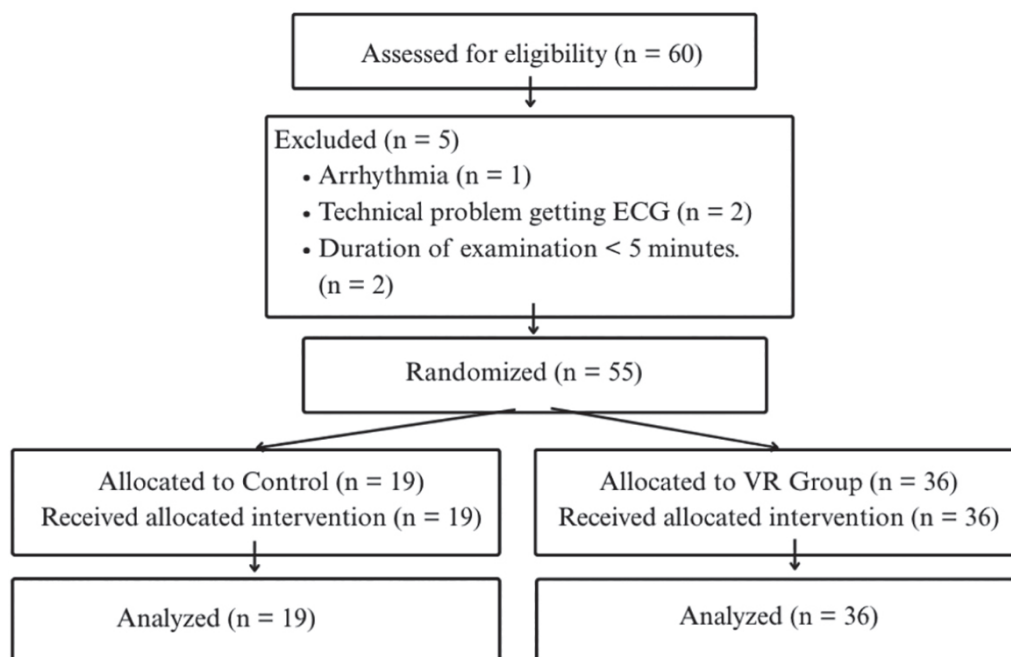 Assessed for eligibility (n = 60)
Excluded (n = 5)
• Arrhythmia (n = 1)
• Technical problem getting ECG (n = 2)
• Duration of examination < 5 minutes.
(n = 2)
Randomized (n = 55)
Allocated to Control (n = 19)
Received allocated intervention (n = 19)
Allocated to VR Group (n = 36)
Received allocated intervention (n = 36)
Analyzed (n = 19)
Analyzed (n = 36)